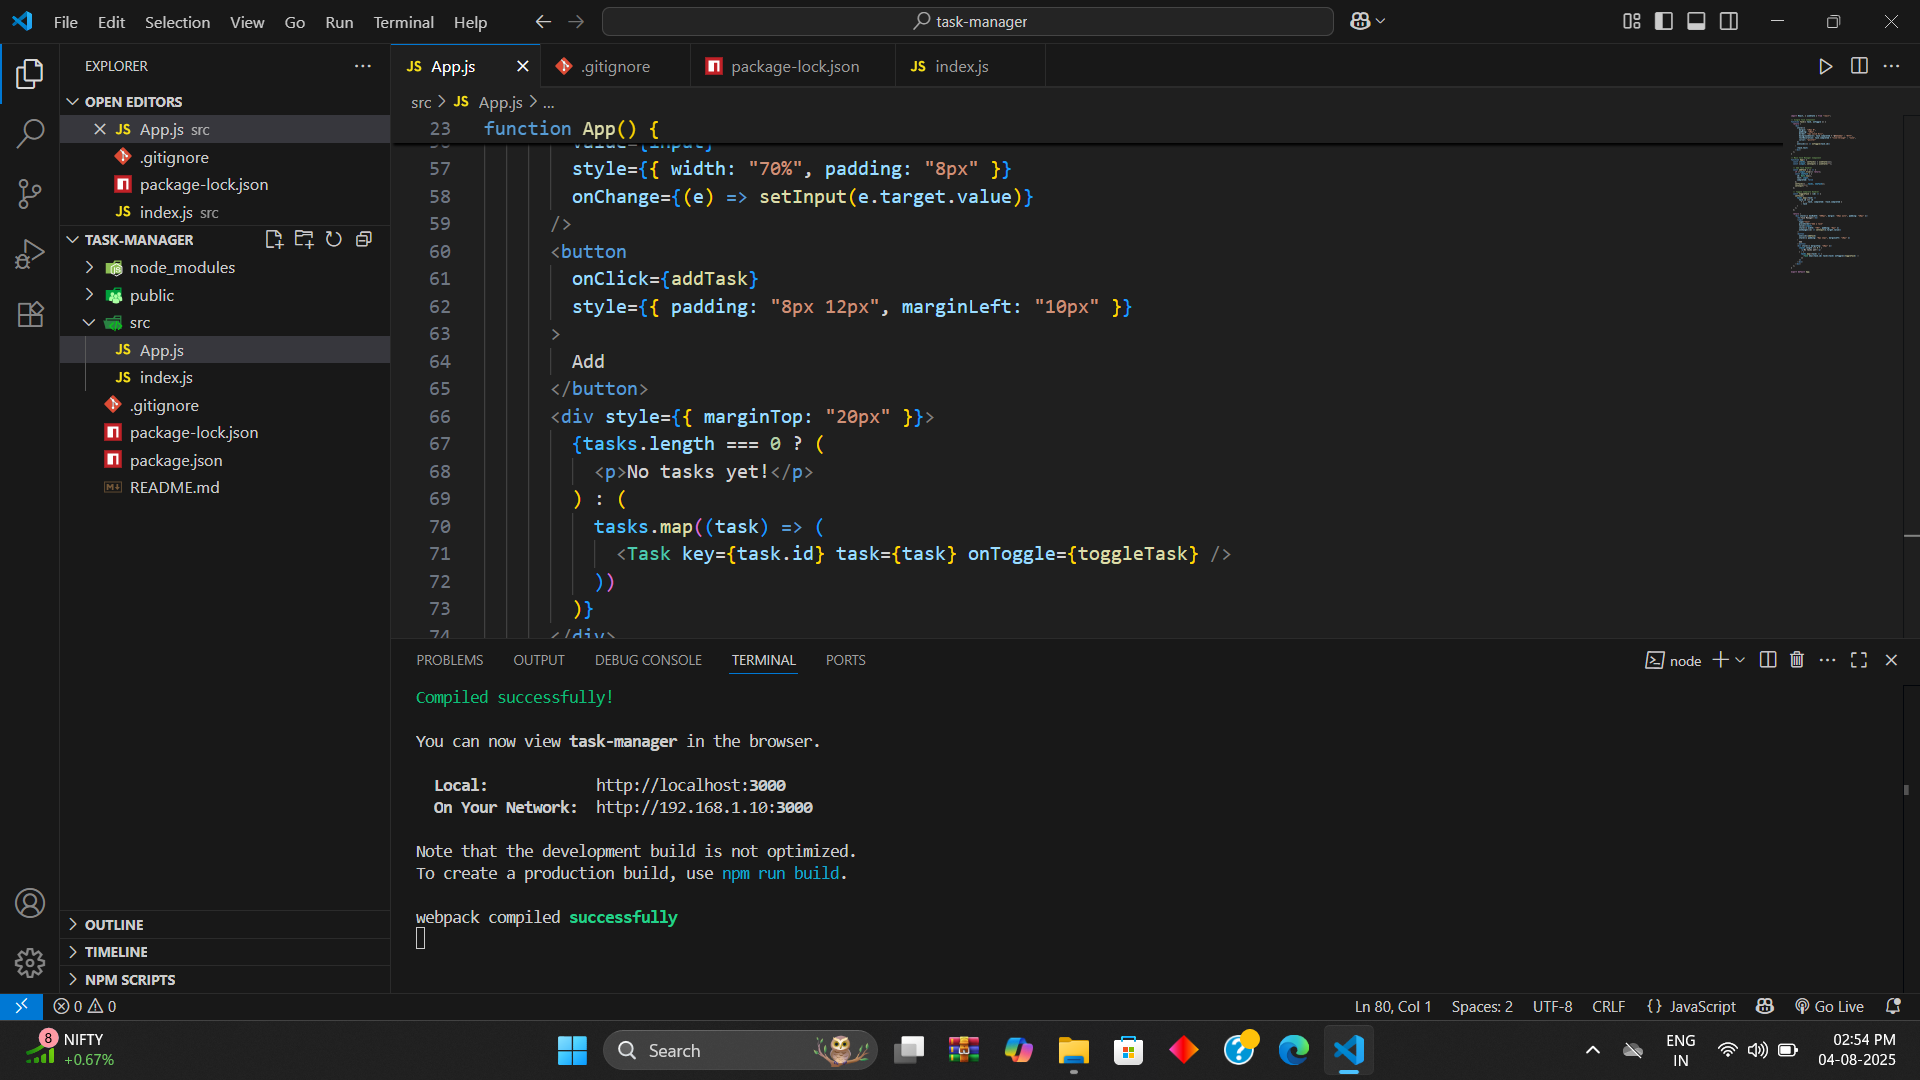 File Edit Selection View Go Run Terminal Help
task-manager
EXPLORER
OPEN EDITORS
JS App.js src
.gitignore
package-lock.json
JS index.js src
TASK-MANAGER
node_modules
public
src
JS App.js
JS index.js
.gitignore
package-lock.json
package.json
README.md
OUTLINE
TIMELINE
NPM SCRIPTS
JS App.js .gitignore package-lock.json JS index.js
src > JS App.js > ...
23 function App() {
value={input}
57 style={{ width: "70%", padding: "8px" }}
58 onChange={(e) => setInput(e.target.value)}
59 />
60 <button
61 onClick={addTask}
62 style={{ padding: "8px 12px", marginLeft: "10px" }}
63 >
64 Add
65 </button>
66 <div style={{ marginTop: "20px" }}>
67 {tasks.length === 0 ? (
68 <p>No tasks yet!</p>
69 ) : (
70 tasks.map((task) => (
71 <Task key={task.id} task={task} onToggle={toggleTask} />
72 ))
73 )}
74 </div>
PROBLEMS OUTPUT DEBUG CONSOLE TERMINAL PORTS
node
Compiled successfully!
You can now view task-manager in the browser.
Local: http://localhost:3000
On Your Network: http://192.168.1.10:3000
Note that the development build is not optimized.
To create a production build, use npm run build.
webpack compiled successfully
0 0
Ln 80, Col 1 Spaces: 2 UTF-8 CRLF {} JavaScript Go Live
8 NIFTY
+0.67%
Search
ENG
IN
02:54 PM
04-08-2025